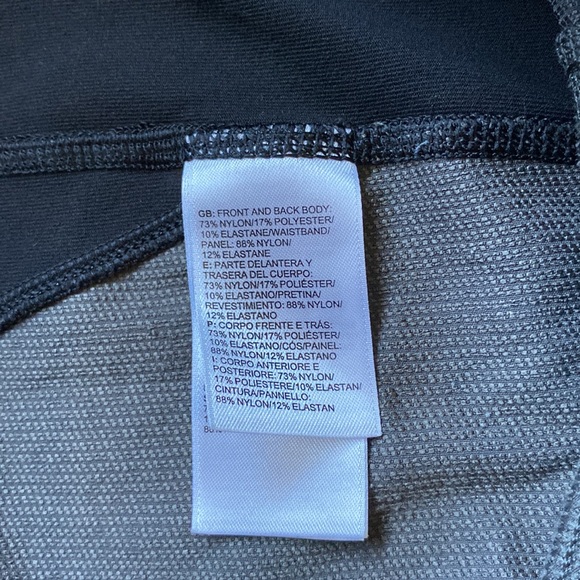 GB: FRONT AND BACK BODY:
73% NYLON/17% POLYESTER/
10% ELASTANE/WAISTBAND/
PANEL: 88% NYLON/
12% ELASTANE
E: PARTE DELANTERA Y
TRASERA DEL CUERPO:
73% NYLON/17% POLIÉSTER/
10% ELASTANO/PRETINA/
REVESTIMIENTO: 88% NYLON/
12% ELASTANO
P: CORPO FRENTE E TRÁS:
73% NYLON/17% POLIÉSTER/
10% ELASTANO/CÓS/PAINEL:
88% NYLON/12% ELASTANO
I: CORPO ANTERIORE E
POSTERIORE: 73% NYLON/
17% POLIESTERE/10% ELASTAN/
CINTURA/PANNELLO:
88% NYLON/12% ELASTAN